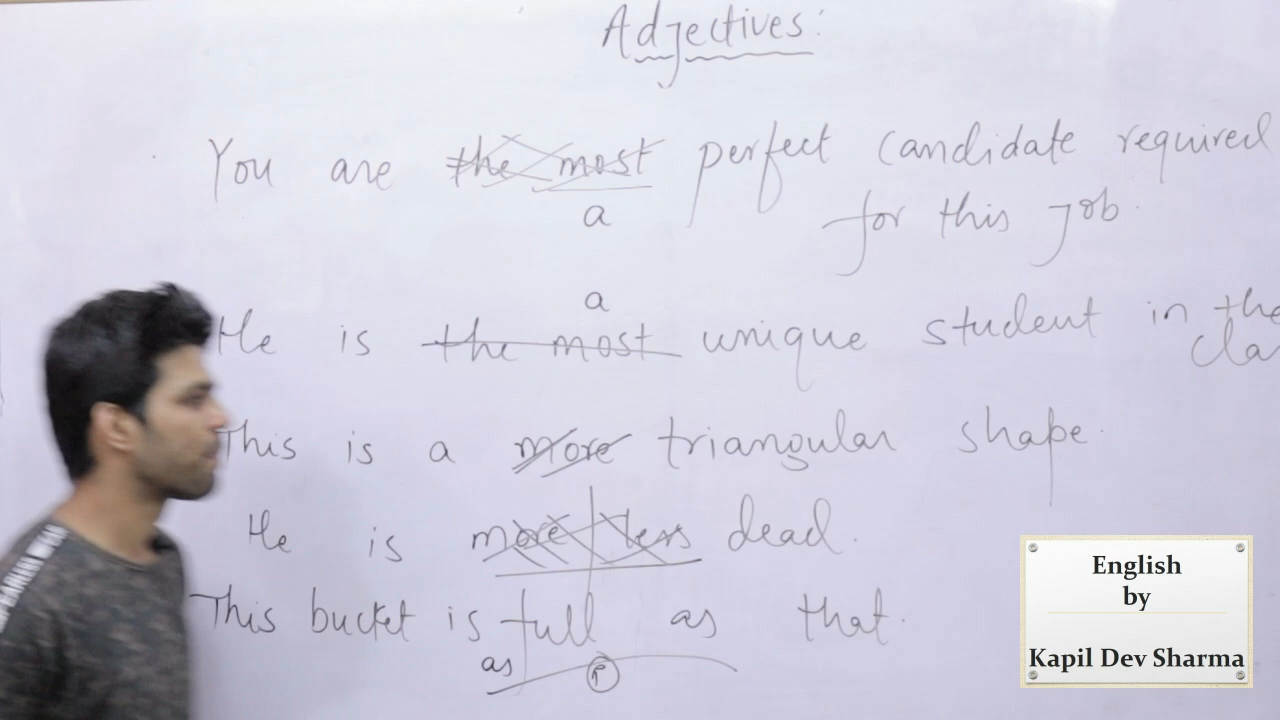 Adjectives:
You are the most perfect candidate required
a
for this job.
a
He is the most unique student in the
cla
This is a more triangular shape.
He is more less dead.
This bucket is full as that.
as P
English
by
Kapil Dev Sharma